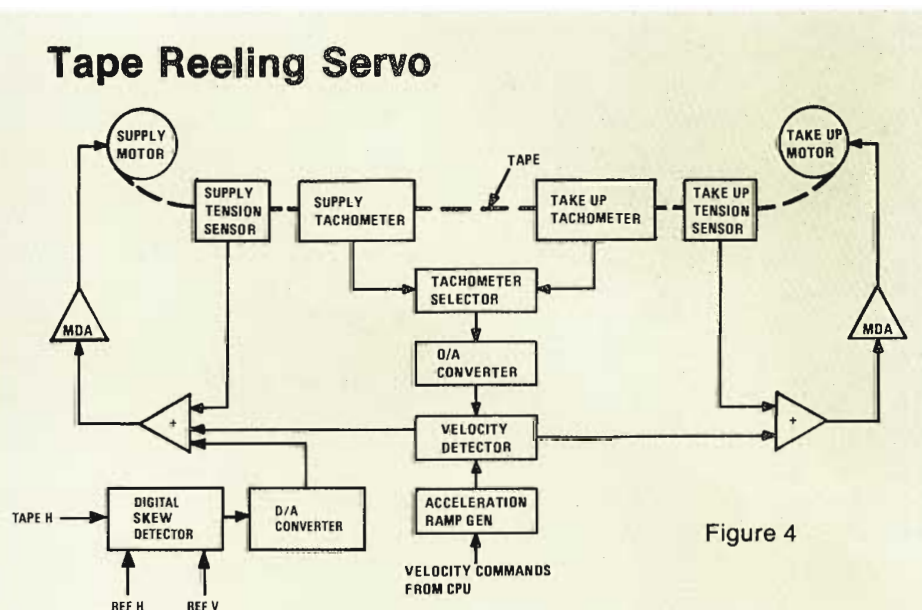 Tape Reeling Servo
SUPPLY
MOTOR
TAKE UP
MOTOR
TAPE
SUPPLY
TENSION
SENSOR
SUPPLY
TACHOMETER
TAKE UP
TACHOMETER
TAKE UP
TENSION
SENSOR
TACHOMETER
SELECTOR
MDA
MDA
D/A
CONVERTER
+
VELOCITY
DETECTOR
+
TAPE H
DIGITAL
SKEW
DETECTOR
D/A
CONVERTER
ACCELERATION
RAMP GEN
Figure 4
VELOCITY COMMANDS
FROM CPU
REF H
REF V